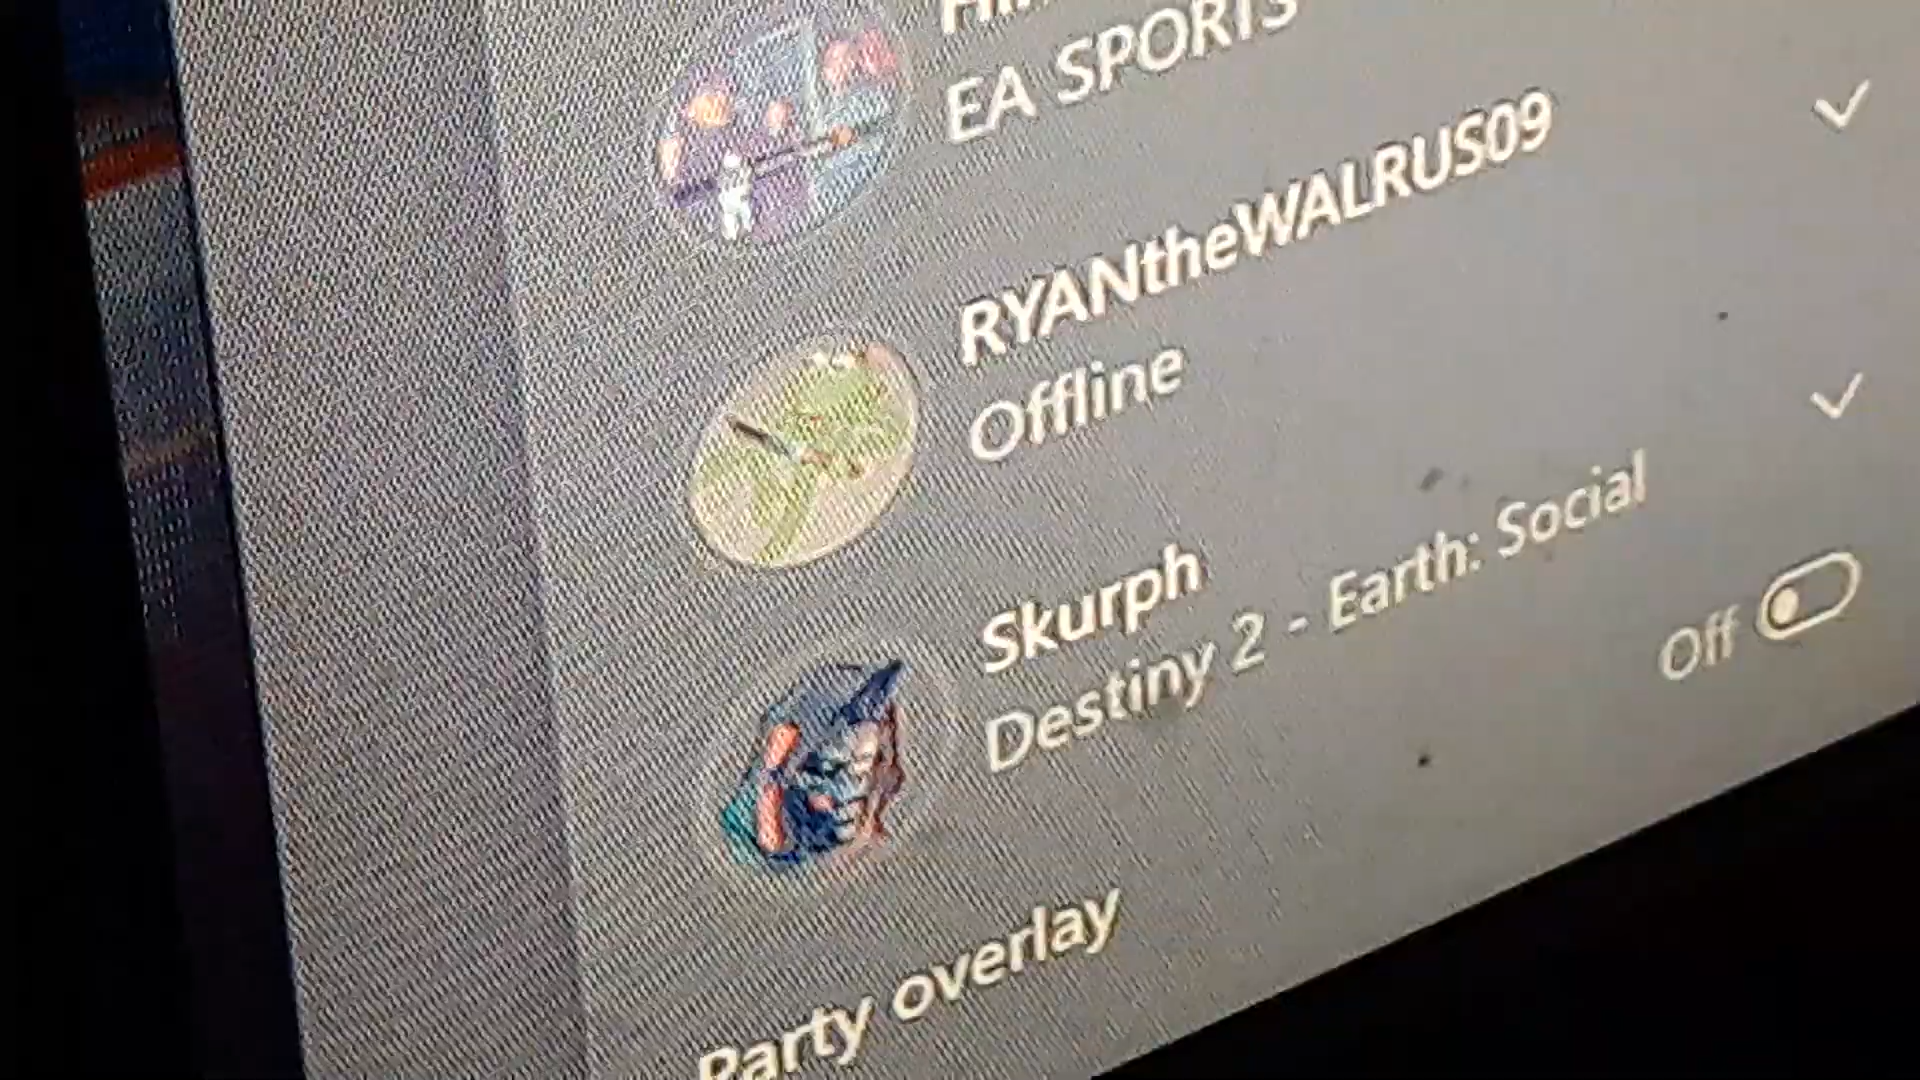 EA SPORTS
RYANtheWALRUS09
Offline
Skurph
Destiny 2 - Earth: Social
Off
Party overlay